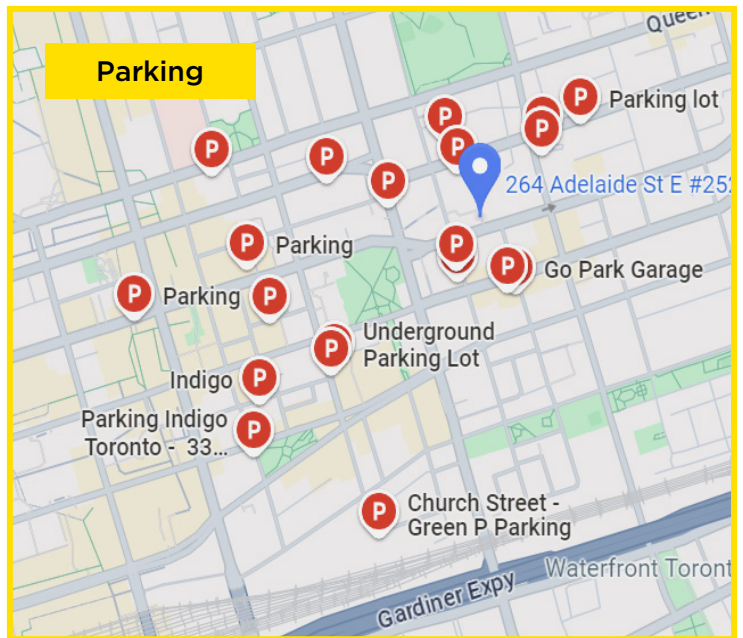 Queen
Parking
P
P
P
P
P
Parking lot
P
P
P
264 Adelaide St E #252
P
Parking
P
P
Go Park Garage
P
Parking
P
P
Underground
Parking Lot
P
Indigo
Parking Indigo
Toronto - 33...
P
P
Church Street -
Green P Parking
Waterfront Toront
Gardiner Expy